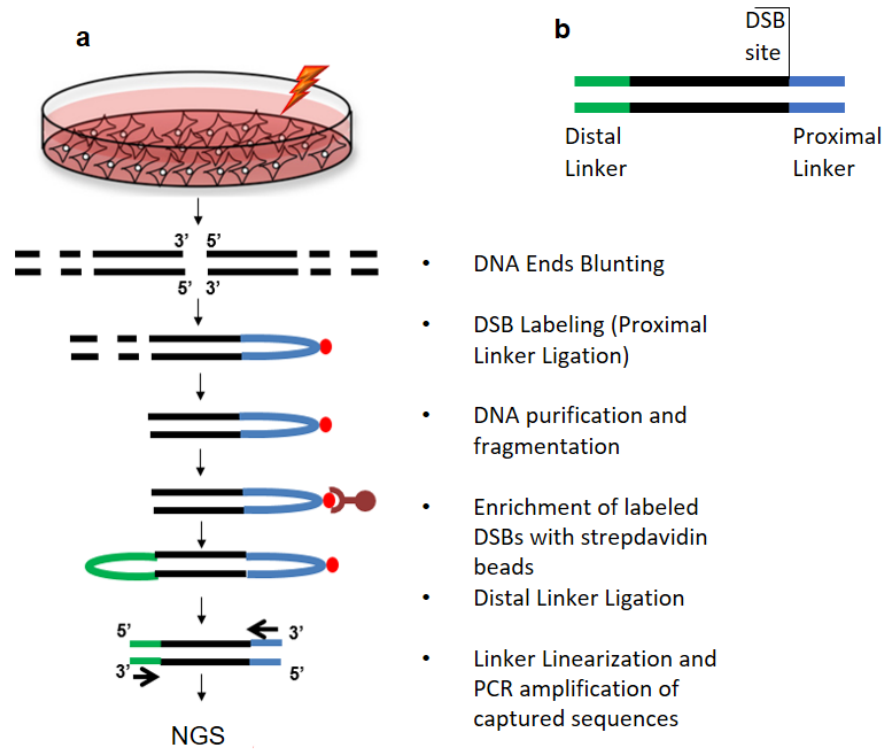 a
3’ 5’
5’ 3’
5’
3’
3’
5’
NGS
b
DSB
site
Distal
Linker
Proximal
Linker
• DNA Ends Blunting
• DSB Labeling (Proximal
Linker Ligation)
• DNA purification and
fragmentation
• Enrichment of labeled
DSBs with strepdavidin
beads
• Distal Linker Ligation
• Linker Linearization and
PCR amplification of
captured sequences